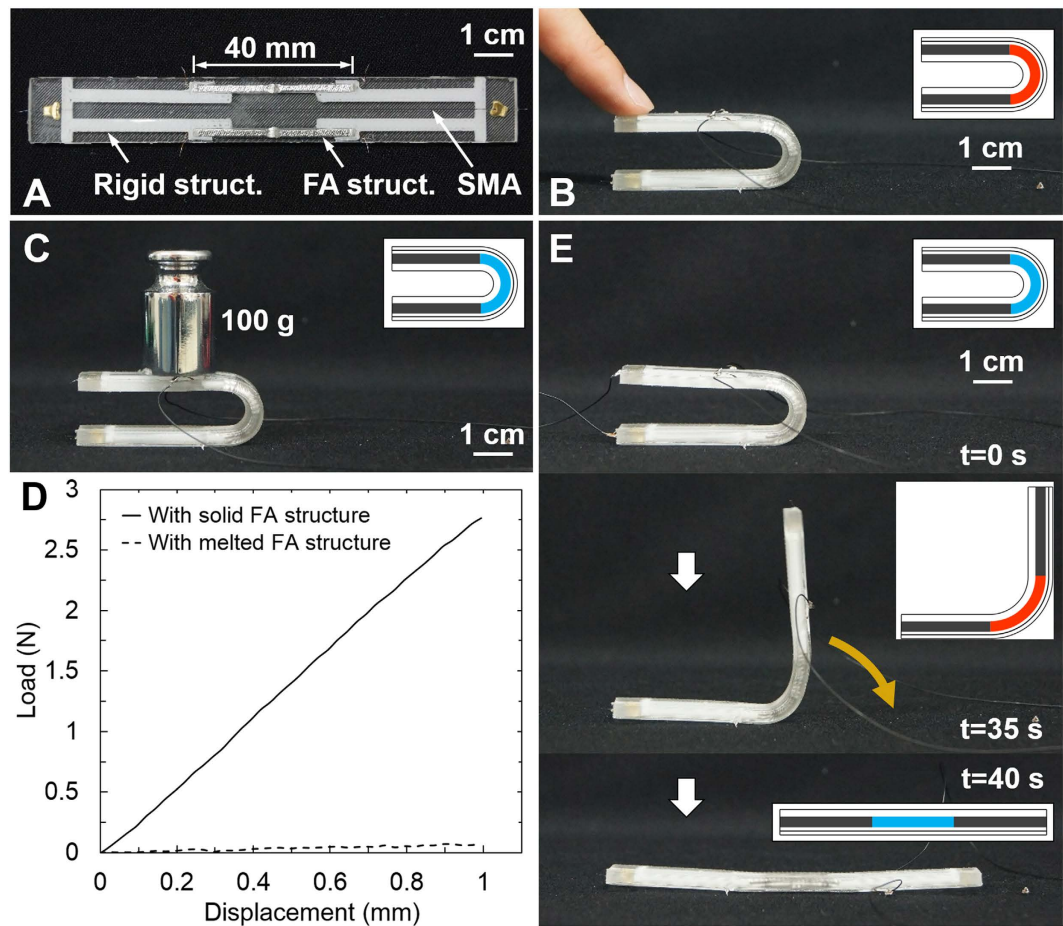 A
40 mm
1 cm
Rigid struct.
FA struct.
SMA
B
1 cm
C
100 g
1 cm
D
With solid FA structure
With melted FA structure
3
2.5
2
1.5
1
0.5
0
Load (N)
0
0.2
0.4
0.6
0.8
1
Displacement (mm)
E
1 cm
t=0 s
t=35 s
t=40 s